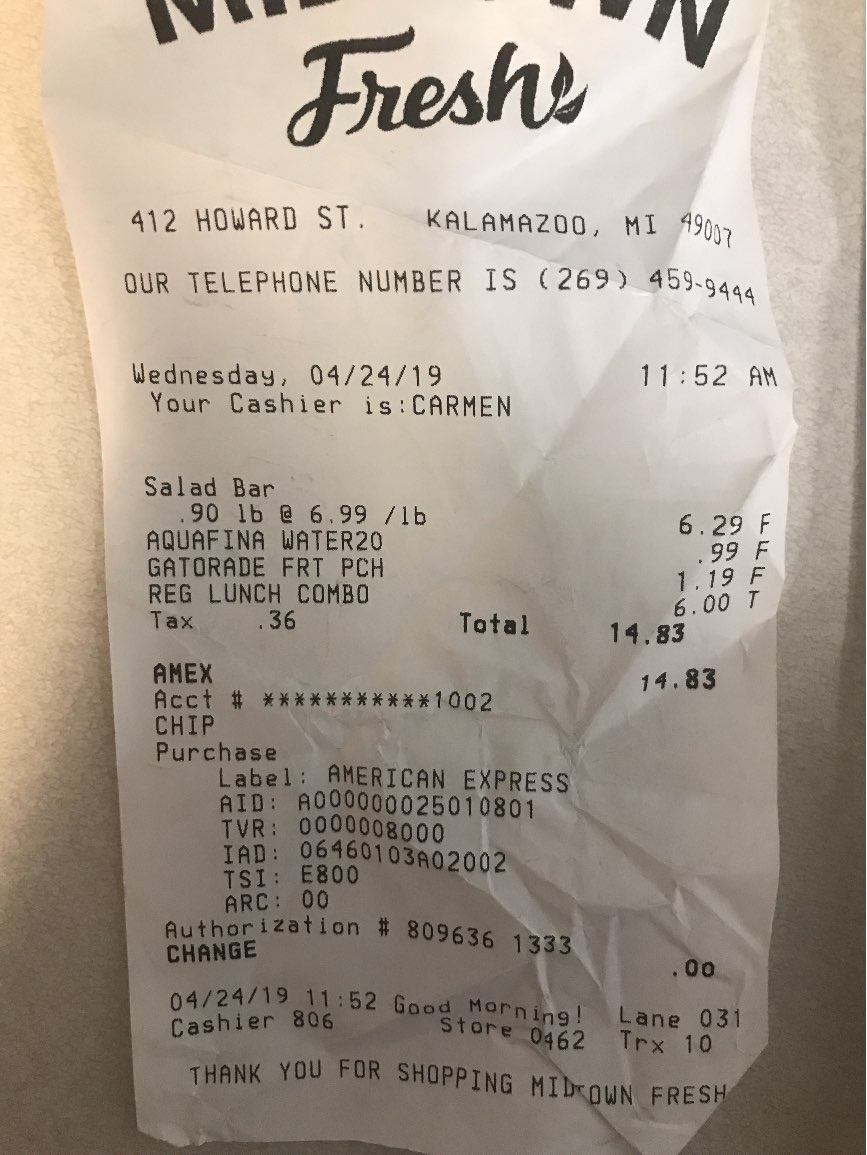 Fresh
412 HOWARD ST. KALAMAZOO, MI 49007
OUR TELEPHONE NUMBER IS (269) 459-9444
Wednesday, 04/24/19 11:52 AM
Your Cashier is:CARMEN
Salad Bar
.90 lb @ 6.99 /lb 6.29 F
AQUAFINA WATER20 .99 F
GATORADE FRT PCH 1.19 F
REG LUNCH COMBO 6.00 T
Tax .36 Total 14.83
AMEX 14.83
Acct # ***********1002
CHIP
Purchase
Label: AMERICAN EXPRESS
AID: A000000025010801
TVR: 0000008000
IAD: 06460103A02002
TSI: E800
ARC: 00
Authorization # 809636 1333
CHANGE .00
04/24/19 11:52 Good Morning! Lane 031
Cashier 806 Store 0462 Trx 10
THANK YOU FOR SHOPPING MIDTOWN FRESH